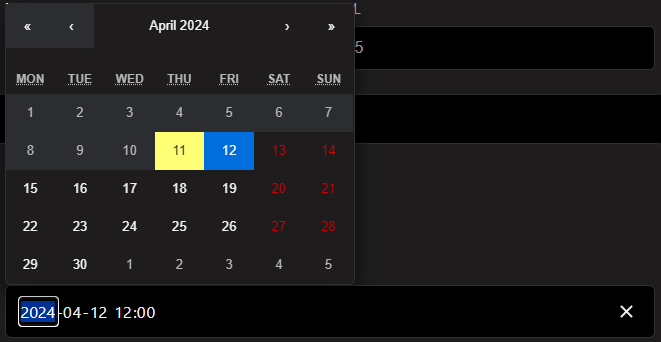 L
« ‹ April 2024 › »
5
MON TUE WED THU FRI SAT SUN
1 2 3 4 5 6 7
8 9 10 11 12 13 14
15 16 17 18 19 20 21
22 23 24 25 26 27 28
29 30 1 2 3 4 5
2024-04-12 12:00 ×